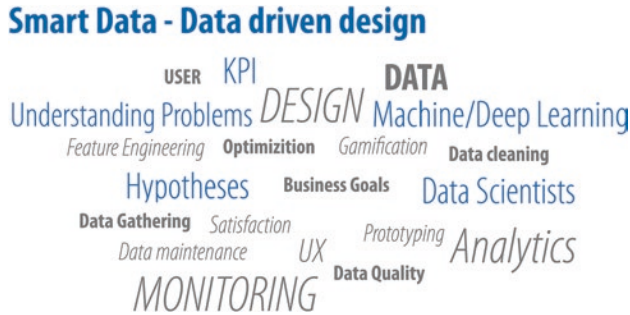 Smart Data - Data driven design
USER KPI DATA
Understanding Problems DESIGN Machine/Deep Learning
Feature Engineering Optimizition Gamification Data cleaning
Hypotheses Business Goals Data Scientists
Data Gathering Satisfaction Prototyping Analytics
Data maintenance UX Data Quality
MONITORING